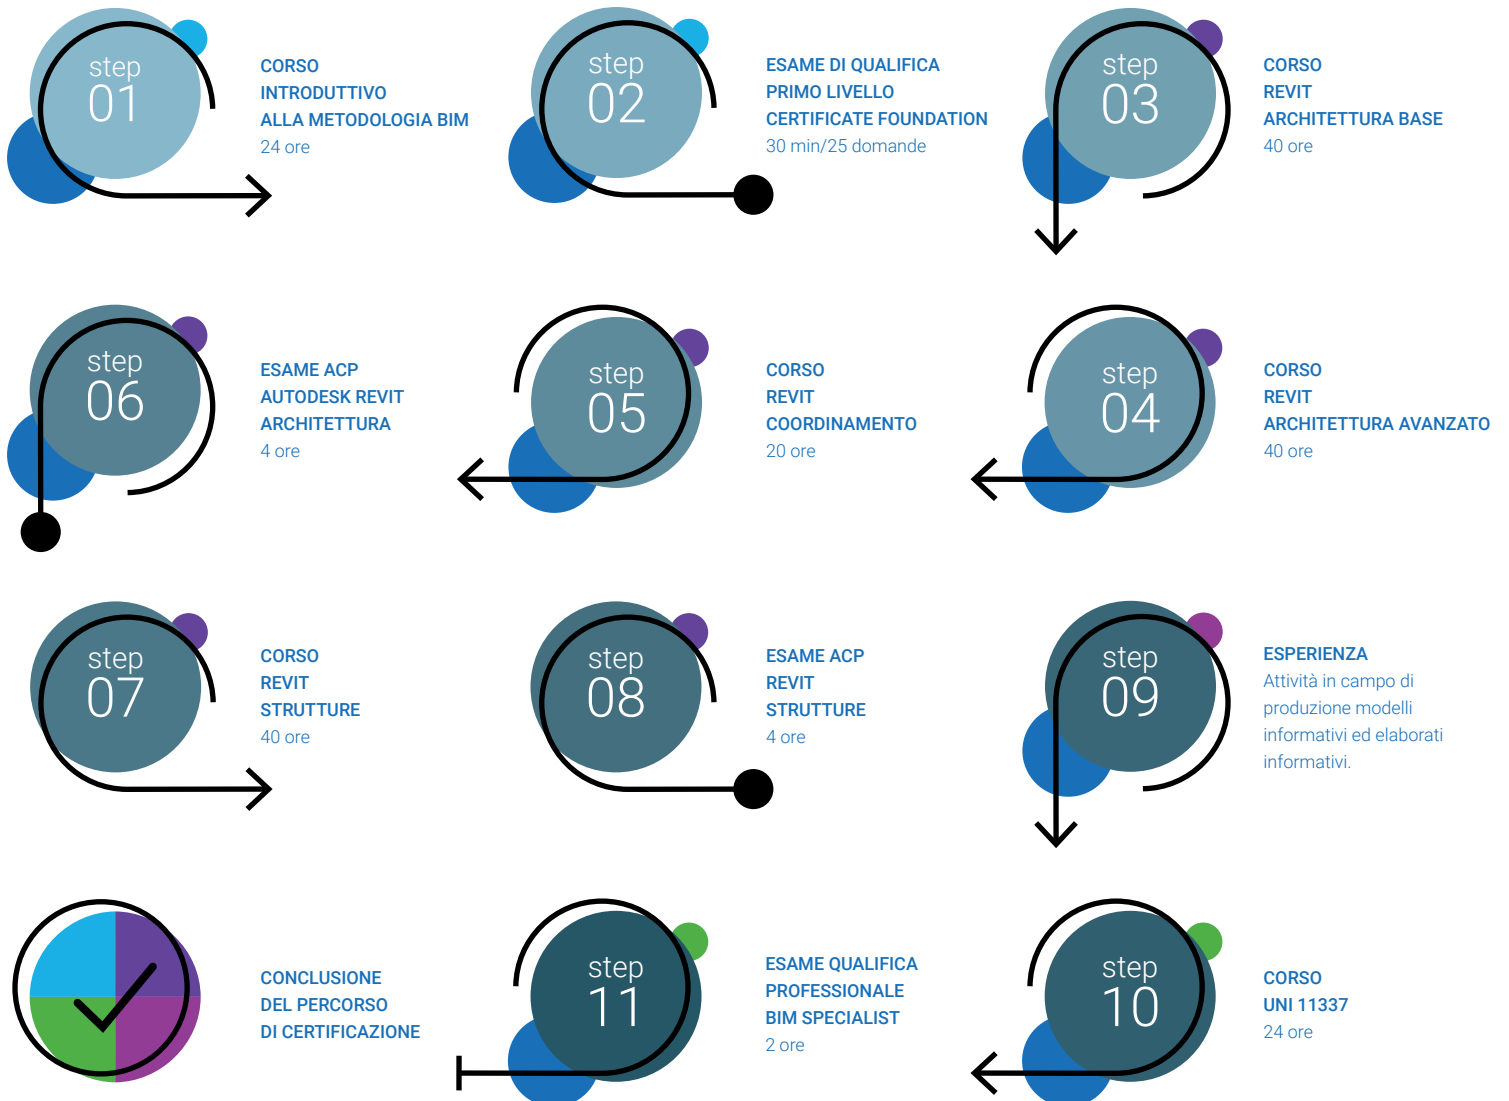 step
01
CORSO
INTRODUTTIVO
ALLA METODOLOGIA BIM
24 ore
step
02
ESAME DI QUALIFICA
PRIMO LIVELLO
CERTIFICATE FOUNDATION
30 min/25 domande
step
03
CORSO
REVIT
ARCHITETTURA BASE
40 ore
step
06
ESAME ACP
AUTODESK REVIT
ARCHITETTURA
4 ore
step
05
CORSO
REVIT
COORDINAMENTO
20 ore
step
04
CORSO
REVIT
ARCHITETTURA AVANZATO
40 ore
step
07
CORSO
REVIT
STRUTTURE
40 ore
step
08
ESAME ACP
REVIT
STRUTTURE
4 ore
step
09
ESPERIENZA
Attività in campo di
produzione modelli
informativi ed elaborati
informativi.
CONCLUSIONE
DEL PERCORSO
DI CERTIFICAZIONE
step
11
ESAME QUALIFICA
PROFESSIONALE
BIM SPECIALIST
2 ore
step
10
CORSO
UNI 11337
24 ore